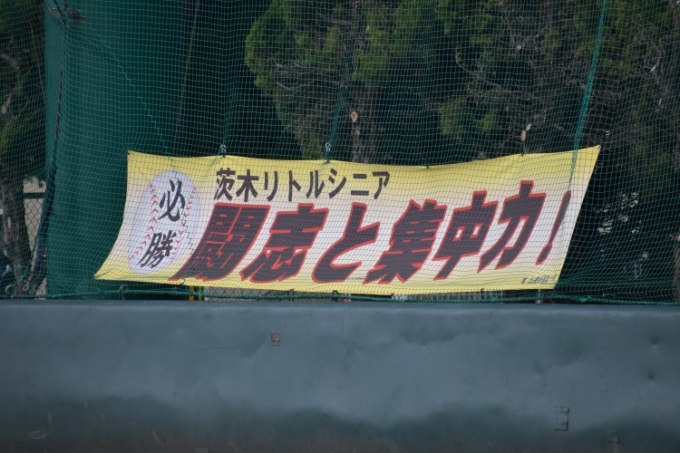 必勝
茨木リトルシニア
闘志と集中力!